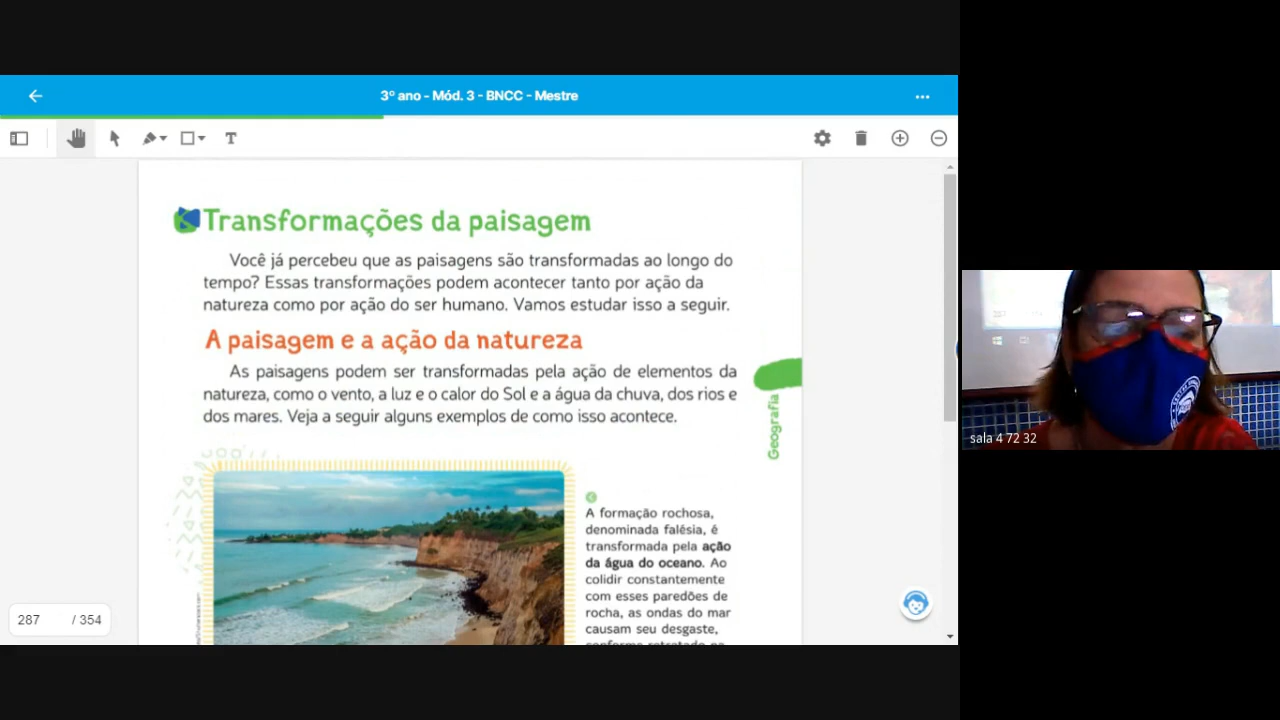 3º ano - Mód. 3 - BNCC - Mestre
T
Transformações da paisagem
Você já percebeu que as paisagens são transformadas ao longo do
tempo? Essas transformações podem acontecer tanto por ação da
natureza como por ação do ser humano. Vamos estudar isso a seguir.
A paisagem e a ação da natureza
As paisagens podem ser transformadas pela ação de elementos da
natureza, como o vento, a luz e o calor do Sol e a água da chuva, dos rios e
dos mares. Veja a seguir alguns exemplos de como isso acontece.
Geografia
A formação rochosa,
denominada falésia, é
transformada pela ação
da água do oceano. Ao
colidir constantemente
com esses paredões de
rocha, as ondas do mar
causam seu desgaste,
287 / 354
sala 4 72 32